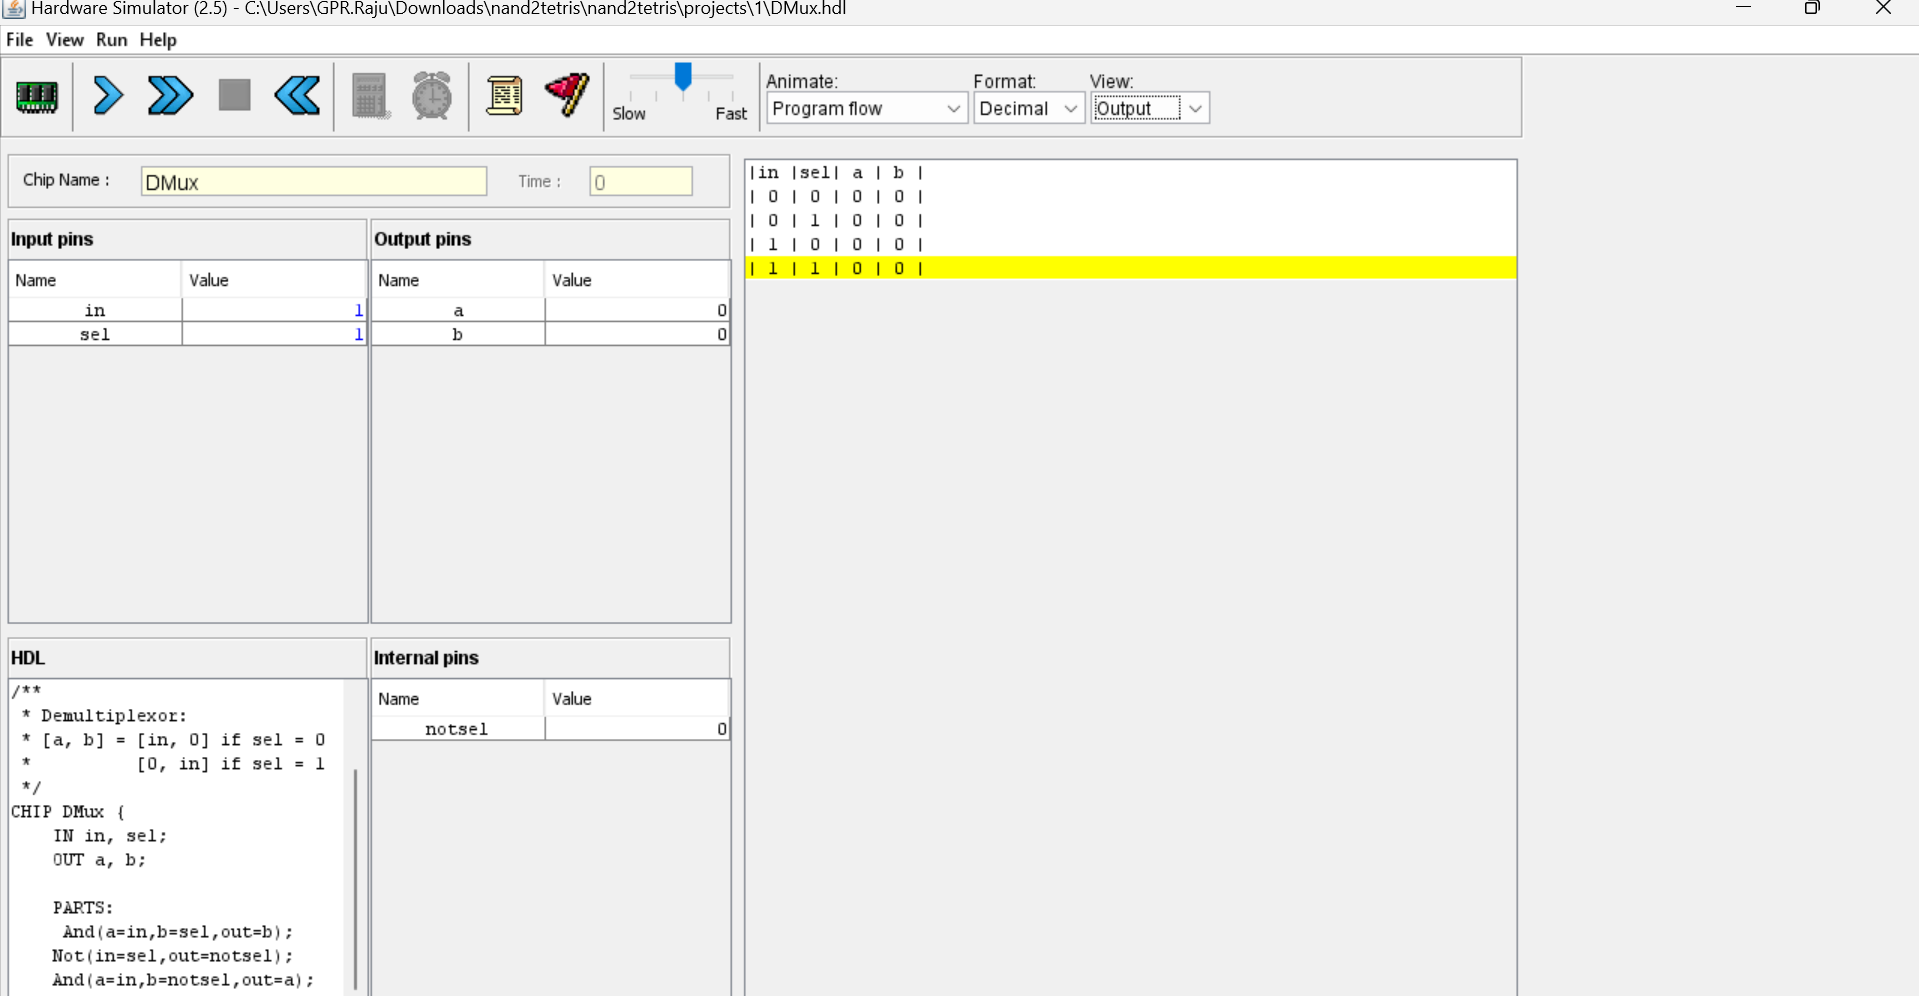 Hardware Simulator (2.5) - C:\Users\GPR.Raju\Downloads\nand2tetris\nand2tetris\projects\1\DMux.hdl
File View Run Help
Slow Fast
Animate: Format: View:
Program flow Decimal Output
Chip Name : DMux Time : 0
Input pins
Name Value
in 1
sel 1
Output pins
Name Value
a 0
b 0
|in |sel| a | b |
| 0 | 0 | 0 | 0 |
| 0 | 1 | 0 | 0 |
| 1 | 0 | 0 | 0 |
| 1 | 1 | 0 | 0 |
HDL
/**
* Demultiplexor:
* [a, b] = [in, 0] if sel = 0
* [0, in] if sel = 1
*/
CHIP DMux {
IN in, sel;
OUT a, b;
PARTS:
And(a=in,b=sel,out=b);
Not(in=sel,out=notsel);
And(a=in,b=notsel,out=a);
Internal pins
Name Value
notsel 0